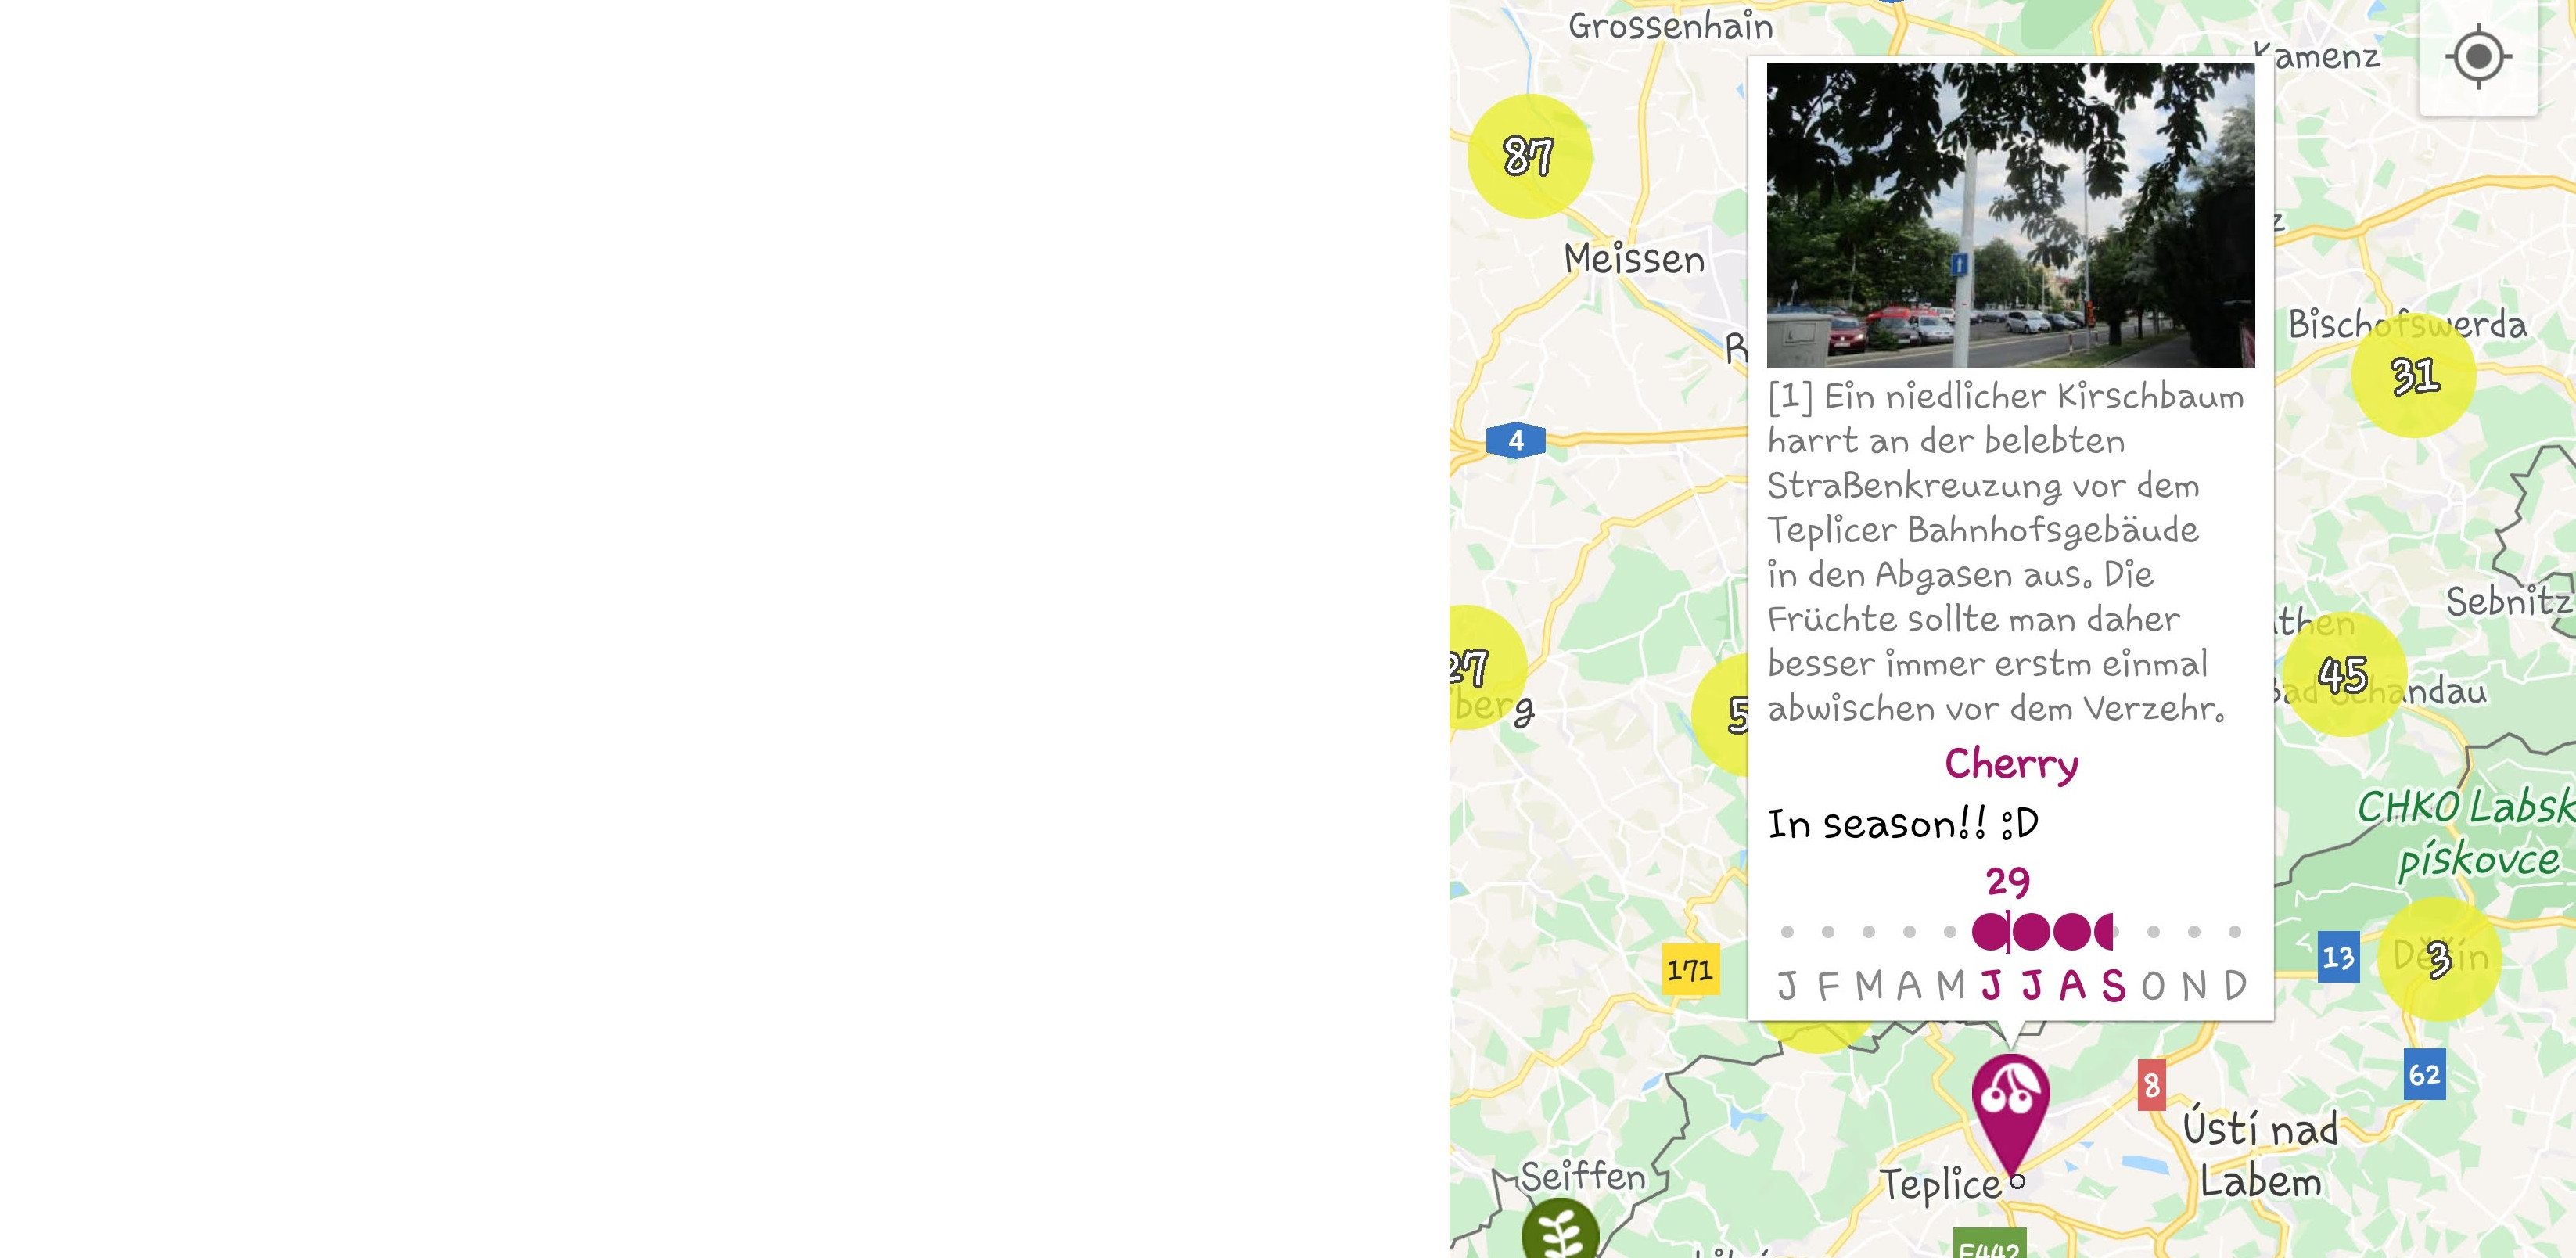 Grossenhain
Kamenz
87
Meissen
Bischofswerda
31
4
[1] Ein niedlicher Kirschbaum
harrt an der belebten
Straßenkreuzung vor dem
Teplicer Bahnhofsgebäude
in den Abgasen aus. Die
Früchte sollte man daher
besser immer erstm einmal
abwischen vor dem Verzehr.
Cherry
In season!! :D
29
J F M A M J J A S O N D
Sebnitz
27
berg
5
then
45
Bad Schandau
CHKO Labsk
pískovce
171
13
Děčín
3
62
8
Ústí nad
Labem
Seiffen
Teplice
E442